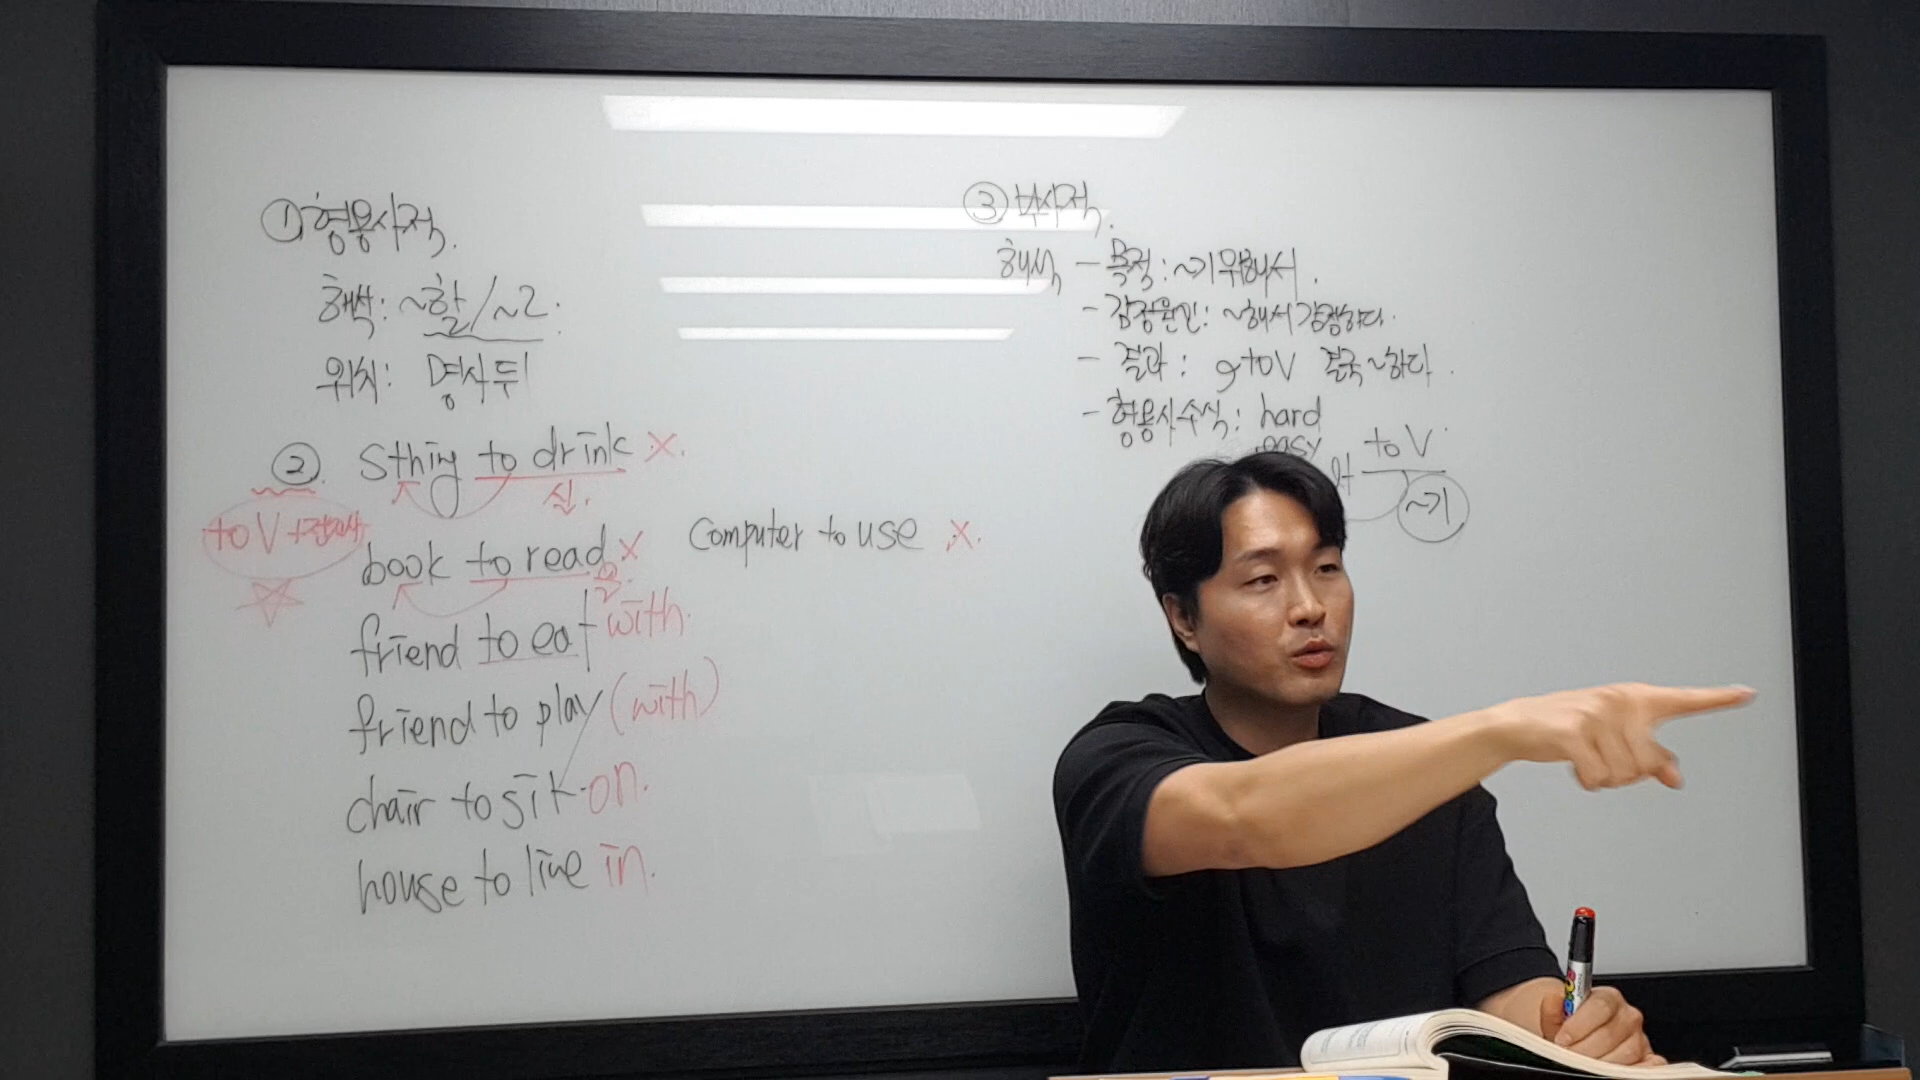 ① 형용사적.
해석: ~할/~ㄹ.
위치: 명사 뒤
② sthing to drink X.
실.
to V + 전치사
book to read X
읽
computer to use X.
friend to eat with.
friend to play (with)
chair to sit on.
house to live in.
③ 부사적.
해석 - 목적: ~기 위해서.
- 감정원인: ~해서 감정하다.
- 결과: to V 결국 ~하다.
- 형용사수식: hard
easy
to V
~기